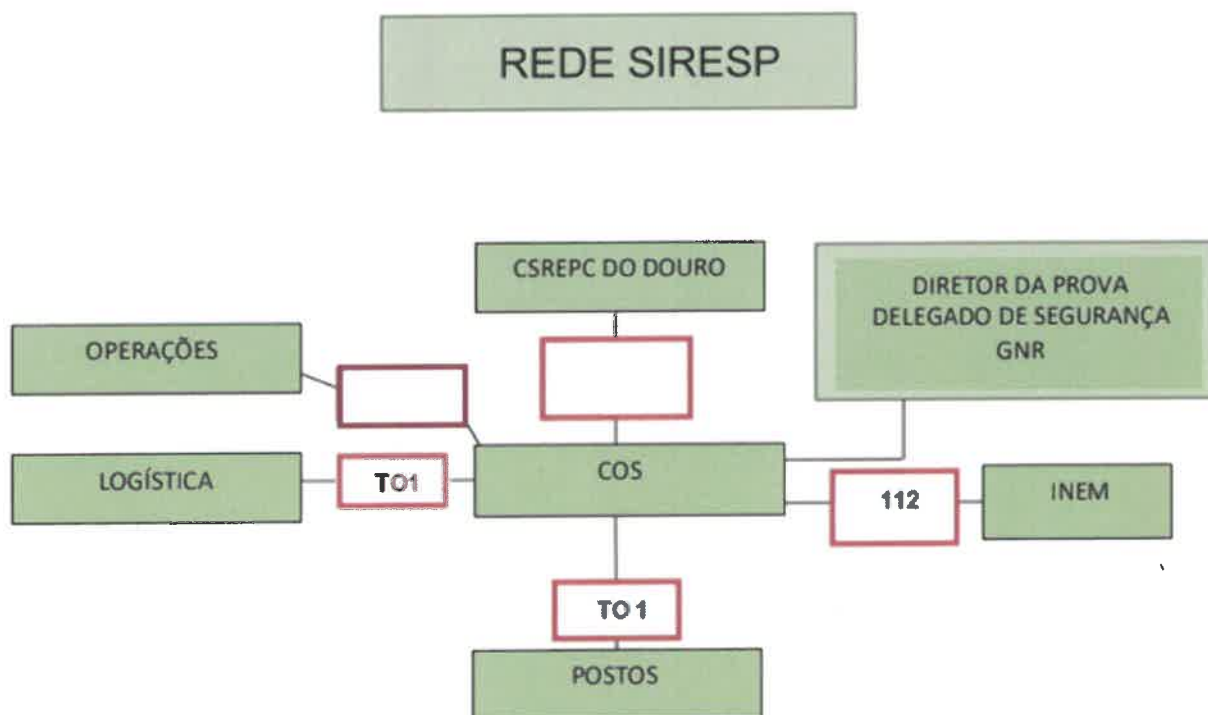 REDE SIRESP
CSREPC DO DOURO
DIRETOR DA PROVA
DELEGADO DE SEGURANÇA
GNR
OPERAÇÕES
LOGÍSTICA
TO1
COS
112
INEM
TO 1
POSTOS